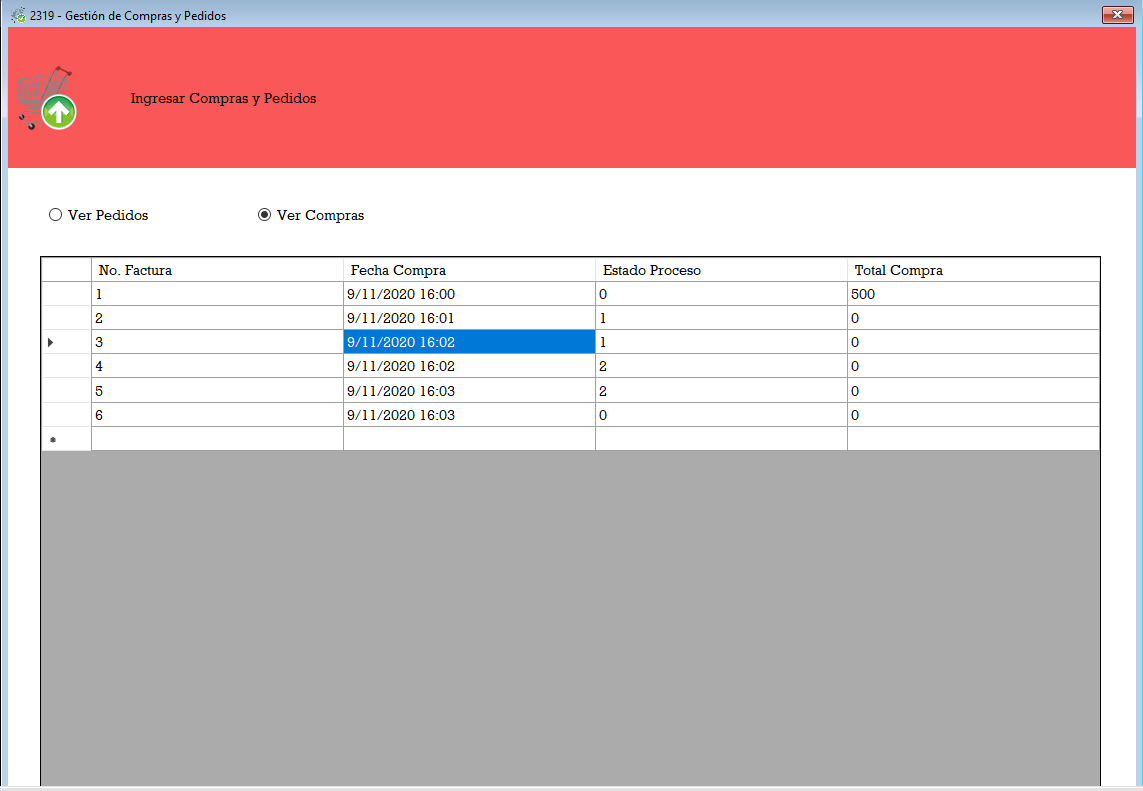 2319 - Gestión de Compras y Pedidos
Ingresar Compras y Pedidos
Ver Pedidos Ver Compras
No. Factura Fecha Compra Estado Proceso Total Compra
1 9/11/2020 16:00 0 500
2 9/11/2020 16:01 1 0
3 9/11/2020 16:02 1 0
4 9/11/2020 16:02 2 0
5 9/11/2020 16:03 2 0
6 9/11/2020 16:03 0 0